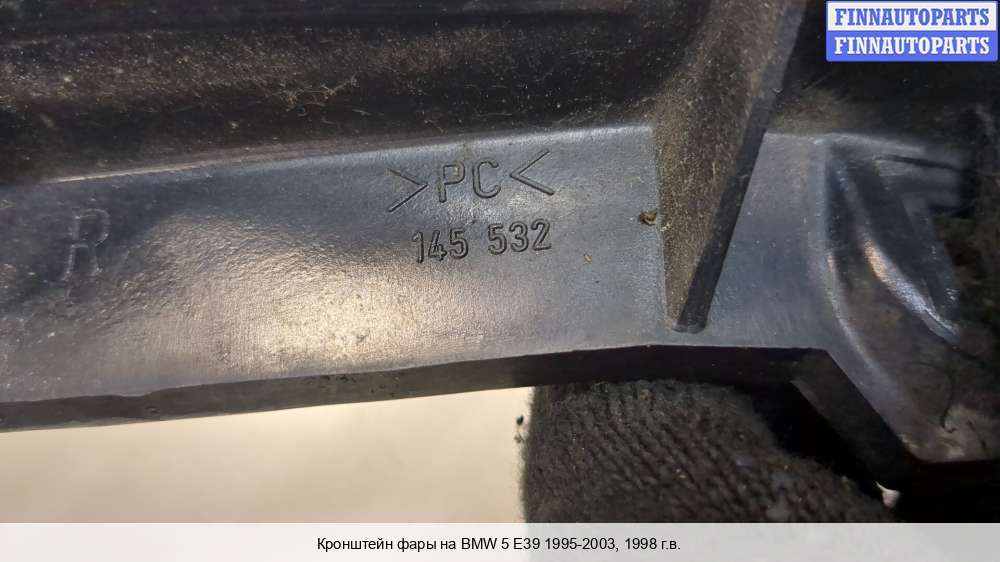 FINNAUTOPARTS
FINNAUTOPARTS
>PC<
R
145 532
Кронштейн фары на BMW 5 E39 1995-2003, 1998 г.в.